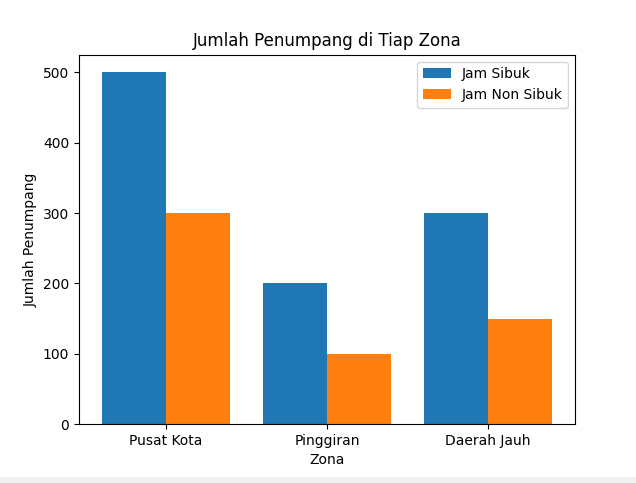 Jumlah Penumpang di Tiap Zona
Jam Sibuk
Jam Non Sibuk
Jumlah Penumpang
500
400
300
200
100
0
Pusat Kota
Pinggiran
Daerah Jauh
Zona